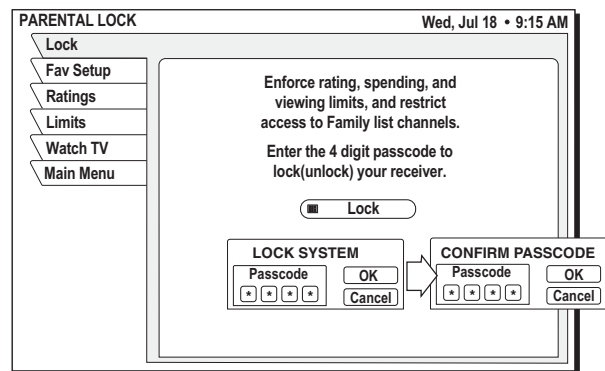 PARENTAL LOCK
Wed, Jul 18 • 9:15 AM
Lock
Fav Setup
Ratings
Limits
Watch TV
Main Menu
Enforce rating, spending, and
viewing limits, and restrict
access to Family list channels.
Enter the 4 digit passcode to
lock(unlock) your receiver.
Lock
LOCK SYSTEM
Passcode
* * * *
OK
Cancel
CONFIRM PASSCODE
Passcode
* * * *
OK
Cancel